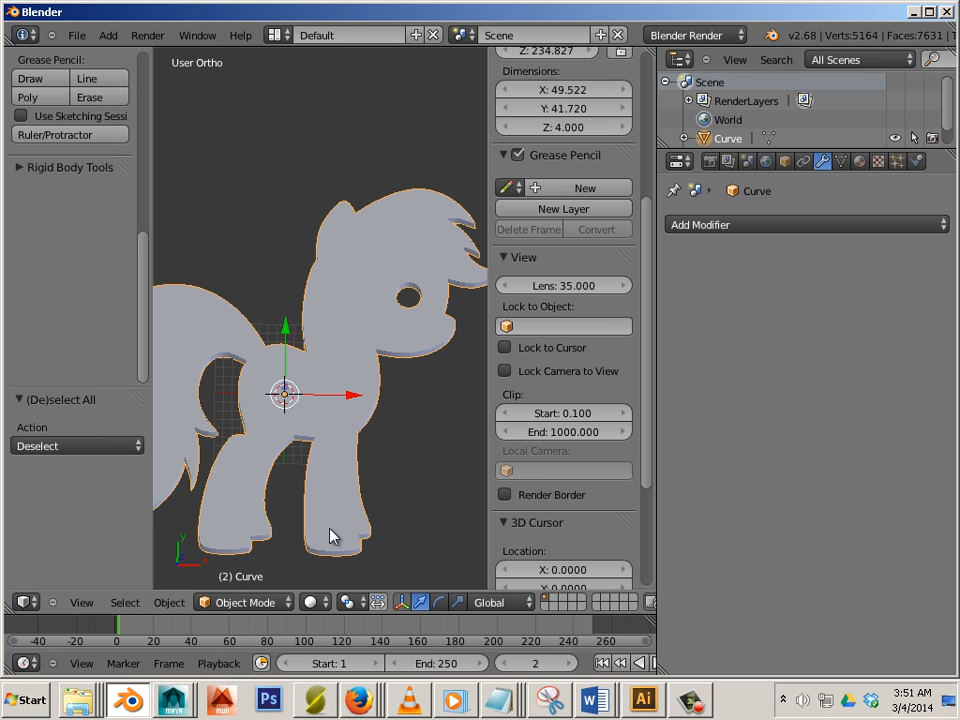 Blender
File Add Render Window Help Default Scene Blender Render v2.68 | Verts:5164 | Faces:7631 |
Grease Pencil:
Draw Line
Poly Erase
Use Sketching Sessi
Ruler/Protractor
Rigid Body Tools
(De)select All
Action
Deselect
User Ortho
(2) Curve
y
x
Z: 234.827
Dimensions:
X: 49.522
Y: 41.720
Z: 4.000
Grease Pencil
New
New Layer
Delete Frame Convert
View
Lens: 35.000
Lock to Object:
Lock to Cursor
Lock Camera to View
Clip:
Start: 0.100
End: 1000.000
Local Camera:
Render Border
3D Cursor
Location:
X: 0.0000
Y: 0.0000
View Search All Scenes
Scene
RenderLayers
World
Curve
Curve
Add Modifier
View Select Object Object Mode Global
-40 -20 0 20 40 60 80 100 120 140 160 180 200 220 240 260
View Marker Frame Playback Start: 1 End: 250 2
Start MAYA MUD Ps W Ai
3:51 AM
3/4/2014